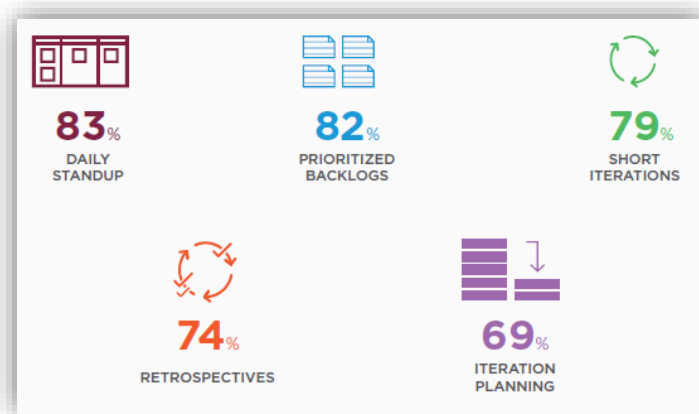 83%
DAILY
STANDUP
82%
PRIORITIZED
BACKLOGS
79%
SHORT
ITERATIONS
74%
RETROSPECTIVES
69%
ITERATION
PLANNING